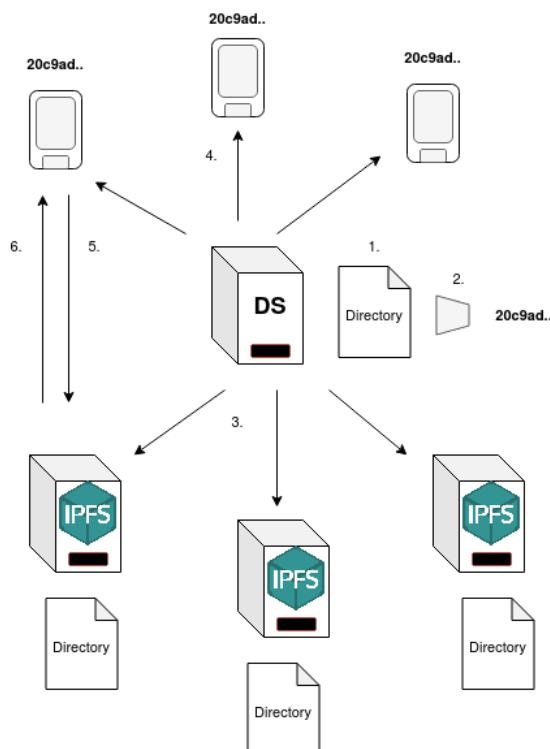 20c9ad..
20c9ad..
20c9ad..
4.
6.
5.
1.
2.
DS
Directory
20c9ad..
3.
IPFS
IPFS
IPFS
Directory
Directory
Directory